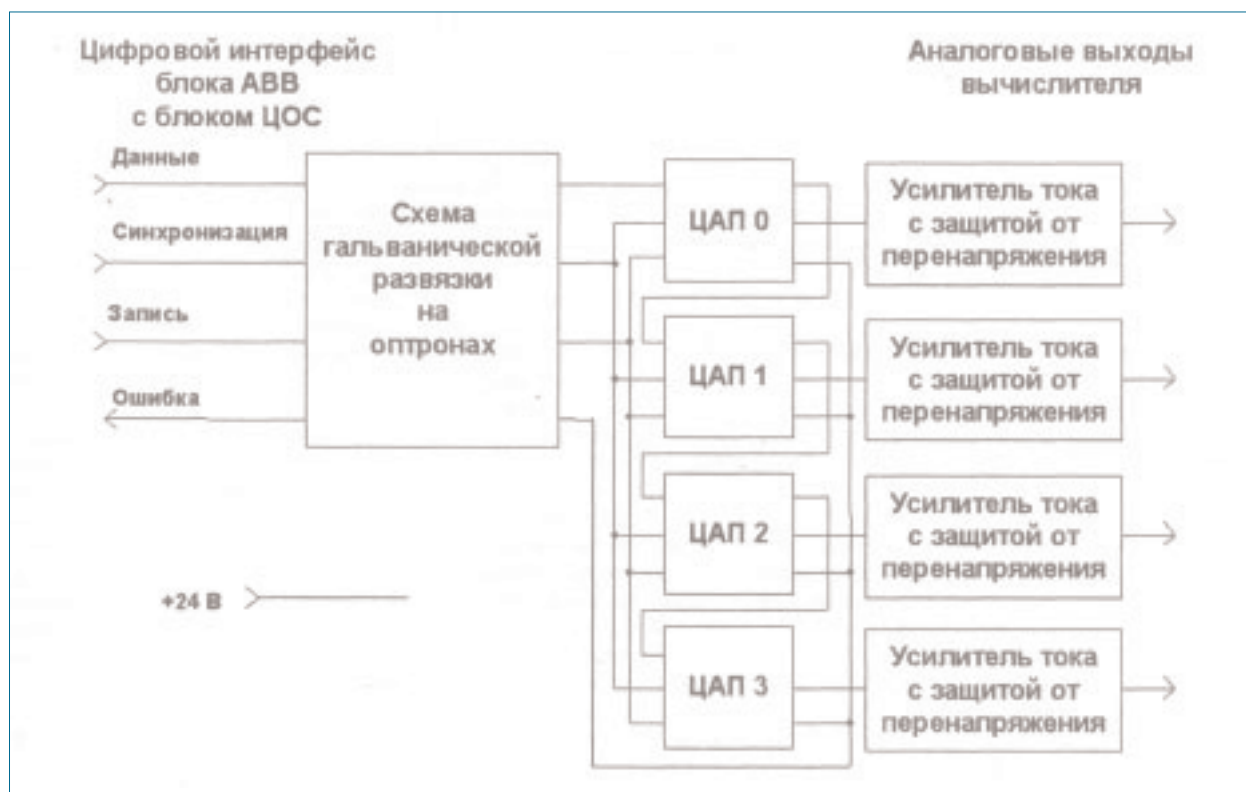 Цифровой интерфейс
блока АВВ
с блоком ЦОС
Аналоговые выходы
вычислителя
Данные
Синхронизация
Запись
Ошибка
Схема
гальванической
развязки
на
оптронах
ЦАП 0
Усилитель тока
с защитой от
перенапряжения
ЦАП 1
Усилитель тока
с защитой от
перенапряжения
ЦАП 2
Усилитель тока
с защитой от
перенапряжения
ЦАП 3
Усилитель тока
с защитой от
перенапряжения
+24 В